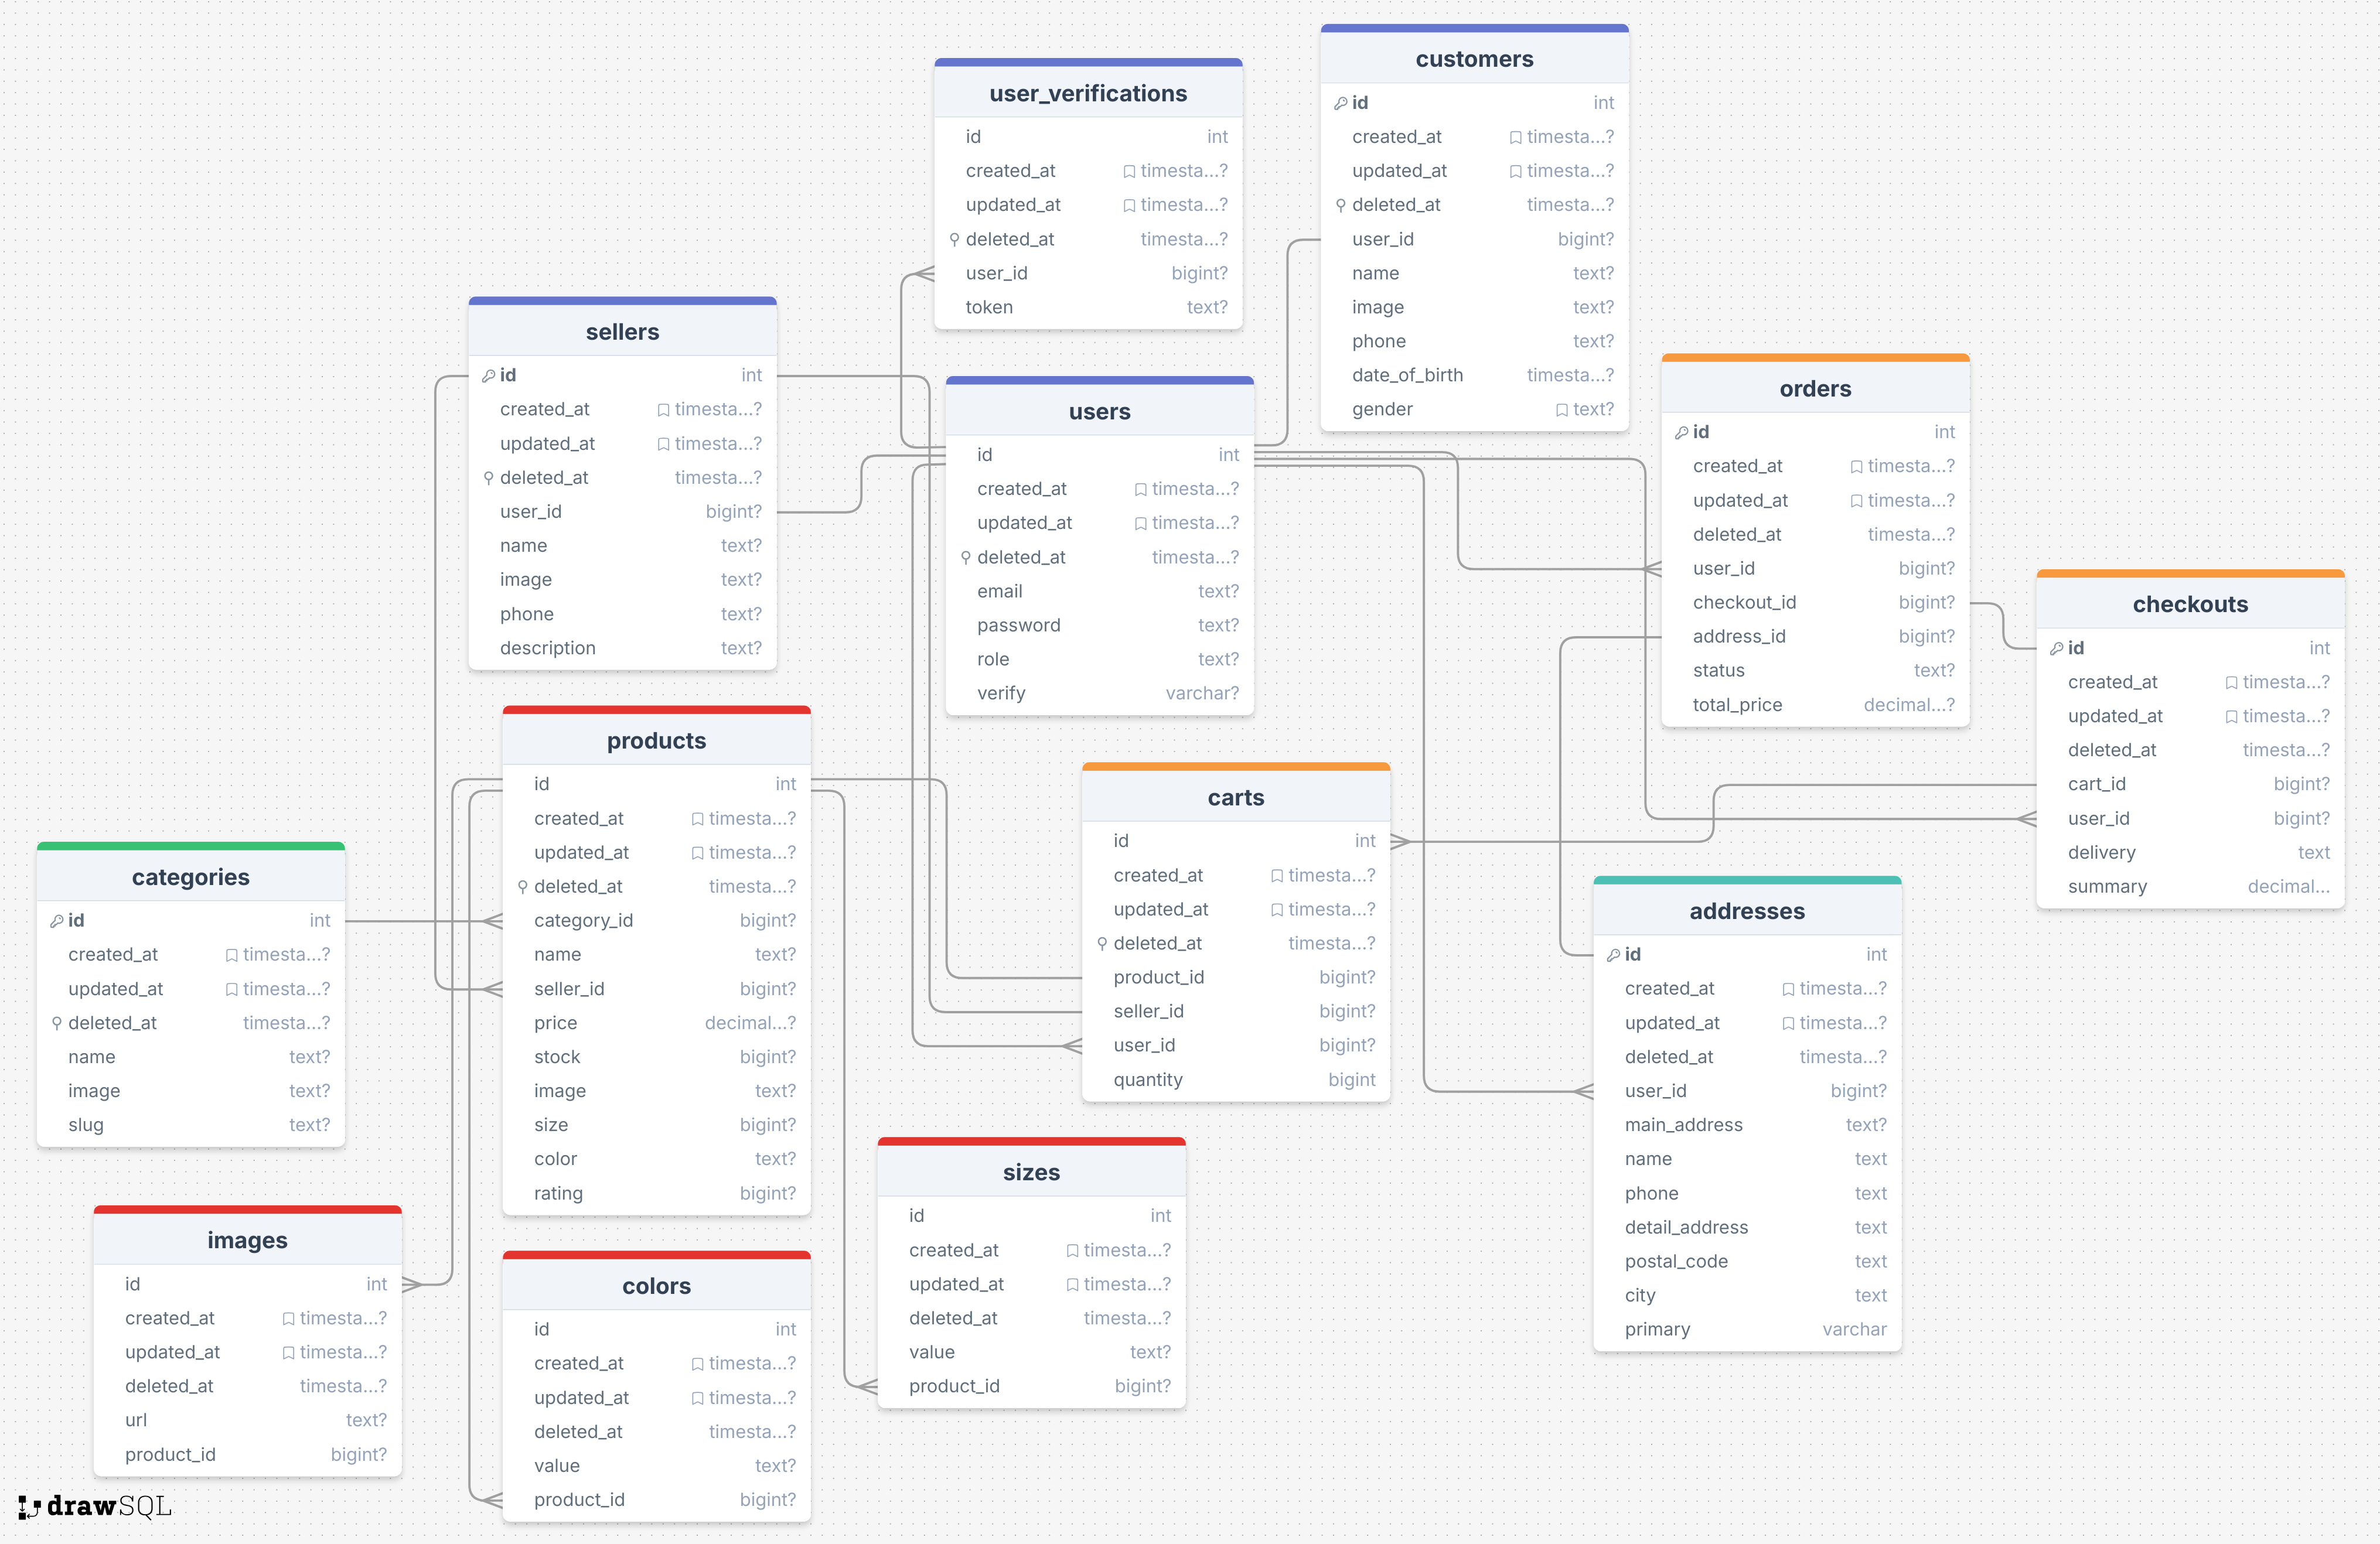 customers
id int
created_at timesta...?
updated_at timesta...?
deleted_at timesta...?
user_id bigint?
name text?
image text?
phone text?
date_of_birth timesta...?
gender text?
user_verifications
id int
created_at timesta...?
updated_at timesta...?
deleted_at timesta...?
user_id bigint?
token text?
sellers
id int
created_at timesta...?
updated_at timesta...?
deleted_at timesta...?
user_id bigint?
name text?
image text?
phone text?
description text?
users
id int
created_at timesta...?
updated_at timesta...?
deleted_at timesta...?
email text?
password text?
role text?
verify varchar?
orders
id int
created_at timesta...?
updated_at timesta...?
deleted_at timesta...?
user_id bigint?
checkout_id bigint?
address_id bigint?
status text?
total_price decimal...?
checkouts
id int
created_at timesta...?
updated_at timesta...?
deleted_at timesta...?
cart_id bigint?
user_id bigint?
delivery text
summary decimal...
products
id int
created_at timesta...?
updated_at timesta...?
deleted_at timesta...?
category_id bigint?
name text?
seller_id bigint?
price decimal...?
stock bigint?
image text?
size bigint?
color text?
rating bigint?
carts
id int
created_at timesta...?
updated_at timesta...?
deleted_at timesta...?
product_id bigint?
seller_id bigint?
user_id bigint?
quantity bigint
categories
id int
created_at timesta...?
updated_at timesta...?
deleted_at timesta...?
name text?
image text?
slug text?
addresses
id int
created_at timesta...?
updated_at timesta...?
deleted_at timesta...?
user_id bigint?
main_address text?
name text
phone text
detail_address text
postal_code text
city text
primary varchar
sizes
id int
created_at timesta...?
updated_at timesta...?
deleted_at timesta...?
value text?
product_id bigint?
images
id int
created_at timesta...?
updated_at timesta...?
deleted_at timesta...?
url text?
product_id bigint?
colors
id int
created_at timesta...?
updated_at timesta...?
deleted_at timesta...?
value text?
product_id bigint?
drawSQL